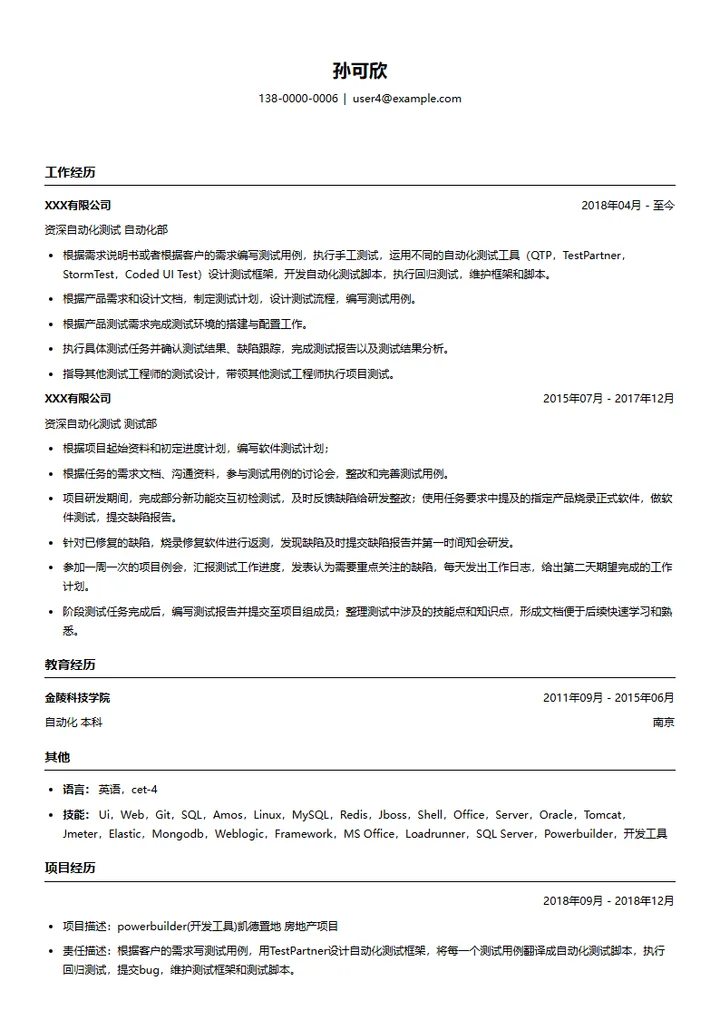 孙可欣
138-0000-0006 | user4@example.com
工作经历
XXX有限公司 2018年04月 - 至今
资深自动化测试 自动化部
• 根据需求说明书或者根据客户的需求编写测试用例，执行手工测试，运用不同的自动化测试工具（QTP，TestPartner，
StormTest，Coded UI Test）设计测试框架，开发自动化测试脚本，执行回归测试，维护框架和脚本。
• 根据产品需求和设计文档，制定测试计划，设计测试流程，编写测试用例。
• 根据产品测试需求完成测试环境的搭建与配置工作。
• 执行具体测试任务并确认测试结果、缺陷跟踪，完成测试报告以及测试结果分析。
• 指导其他测试工程师的测试设计，带领其他测试工程师执行项目测试。
XXX有限公司 2015年07月 - 2017年12月
资深自动化测试 测试部
• 根据项目起始资料和初定进度计划，编写软件测试计划；
• 根据任务的需求文档、沟通资料，参与测试用例的讨论会，整改和完善测试用例。
• 项目研发期间，完成部分新功能交互初检测试，及时反馈缺陷给研发整改；使用任务要求中提及的指定产品烧录正式软件，做软
件测试，提交缺陷报告。
• 针对已修复的缺陷，烧录修复软件进行返测，发现缺陷及时提交缺陷报告并第一时间知会研发。
• 参加一周一次的项目例会，汇报测试工作进度，发表认为需要重点关注的缺陷，每天发出工作日志，给出第二天期望完成的工作
计划。
• 阶段测试任务完成后，编写测试报告并提交至项目组成员；整理测试中涉及的技能点和知识点，形成文档便于后续快速学习和熟
悉。
教育经历
金陵科技学院 2011年09月 - 2015年06月
自动化 本科 南京
其他
• 语言： 英语，cet-4
• 技能： Ui，Web，Git，SQL，Amos，Linux，MySQL，Redis，Jboss，Shell，Office，Server，Oracle，Tomcat，
Jmeter，Elastic，Mongodb，Weblogic，Framework，MS Office，Loadrunner，SQL Server，Powerbuilder，开发工具
项目经历
2018年09月 - 2018年12月
• 项目描述：powerbuilder(开发工具)凯德置地 房地产项目
• 责任描述：根据客户的需求写测试用例，用TestPartner设计自动化测试框架，将每一个测试用例翻译成自动化测试脚本，执行
回归测试，提交bug，维护测试框架和测试脚本。